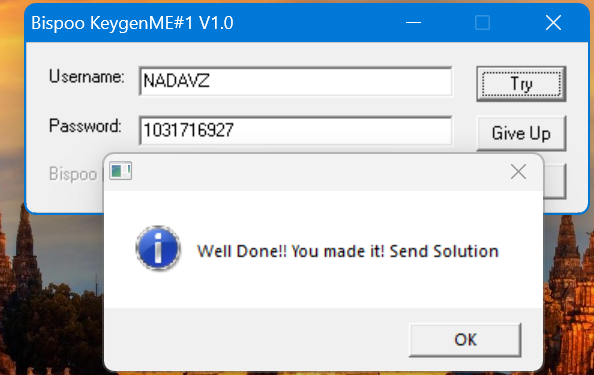 Bispoo KeygenME#1 V1.0
Username: NADAVZ Try
Password: 1031716927 Give Up
Bispoo
Well Done!! You made it! Send Solution
OK